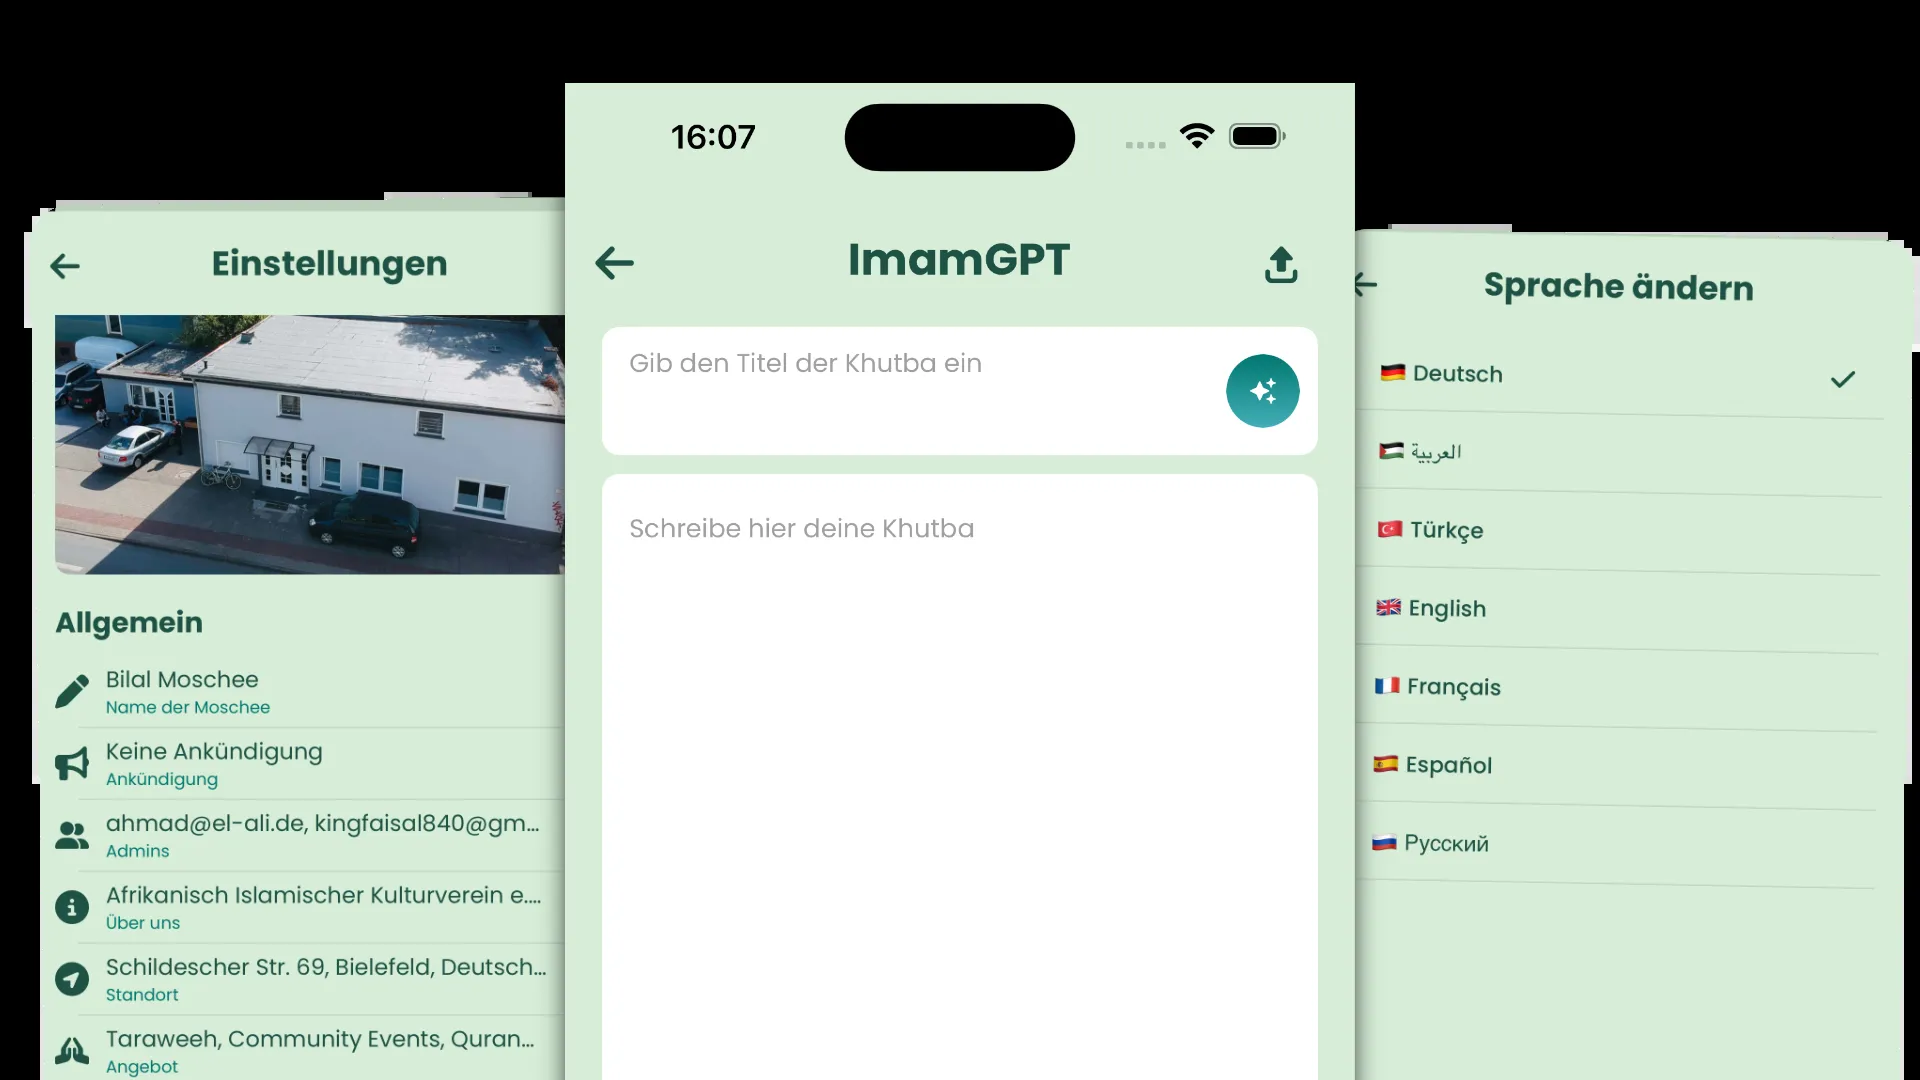 Einstellungen
Allgemein
Bilal Moschee
Name der Moschee
Keine Ankündigung
Ankündigung
ahmad@el-ali.de, kingfaisal840@gm...
Admins
Afrikanisch Islamischer Kulturverein e....
Über uns
Schildescher Str. 69, Bielefeld, Deutsch...
Standort
Taraweeh, Community Events, Quran...
Angebot
16:07
ImamGPT
Gib den Titel der Khutba ein
Schreibe hier deine Khutba
Sprache ändern
Deutsch
العربية
Türkçe
English
Français
Español
Русский